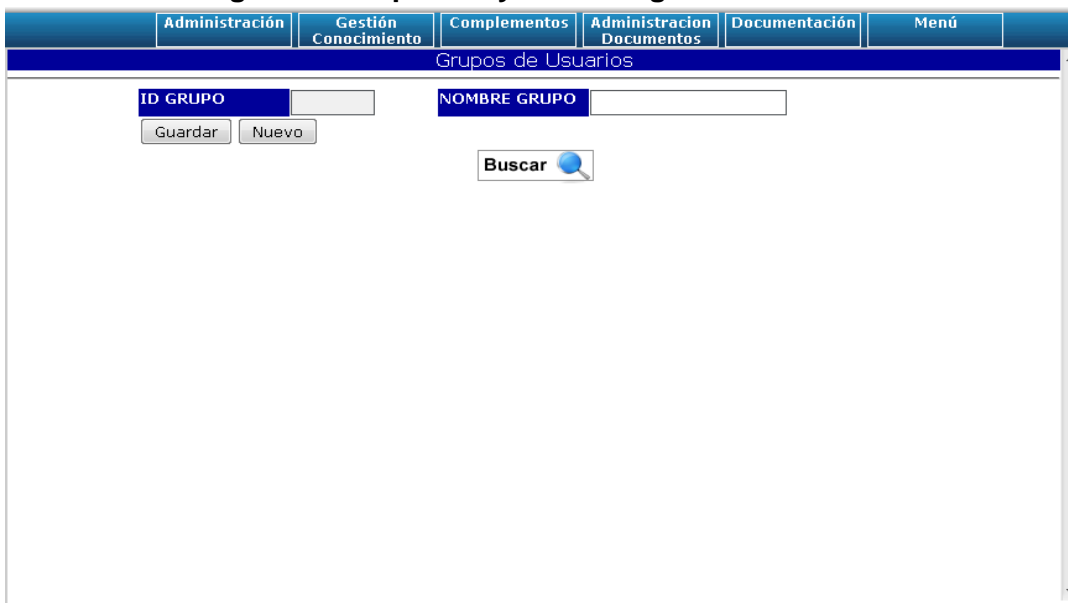 Administración Gestión Complementos Administracion Documentación Menú
Conocimiento Documentos
Grupos de Usuarios
ID GRUPO NOMBRE GRUPO
Guardar Nuevo
Buscar